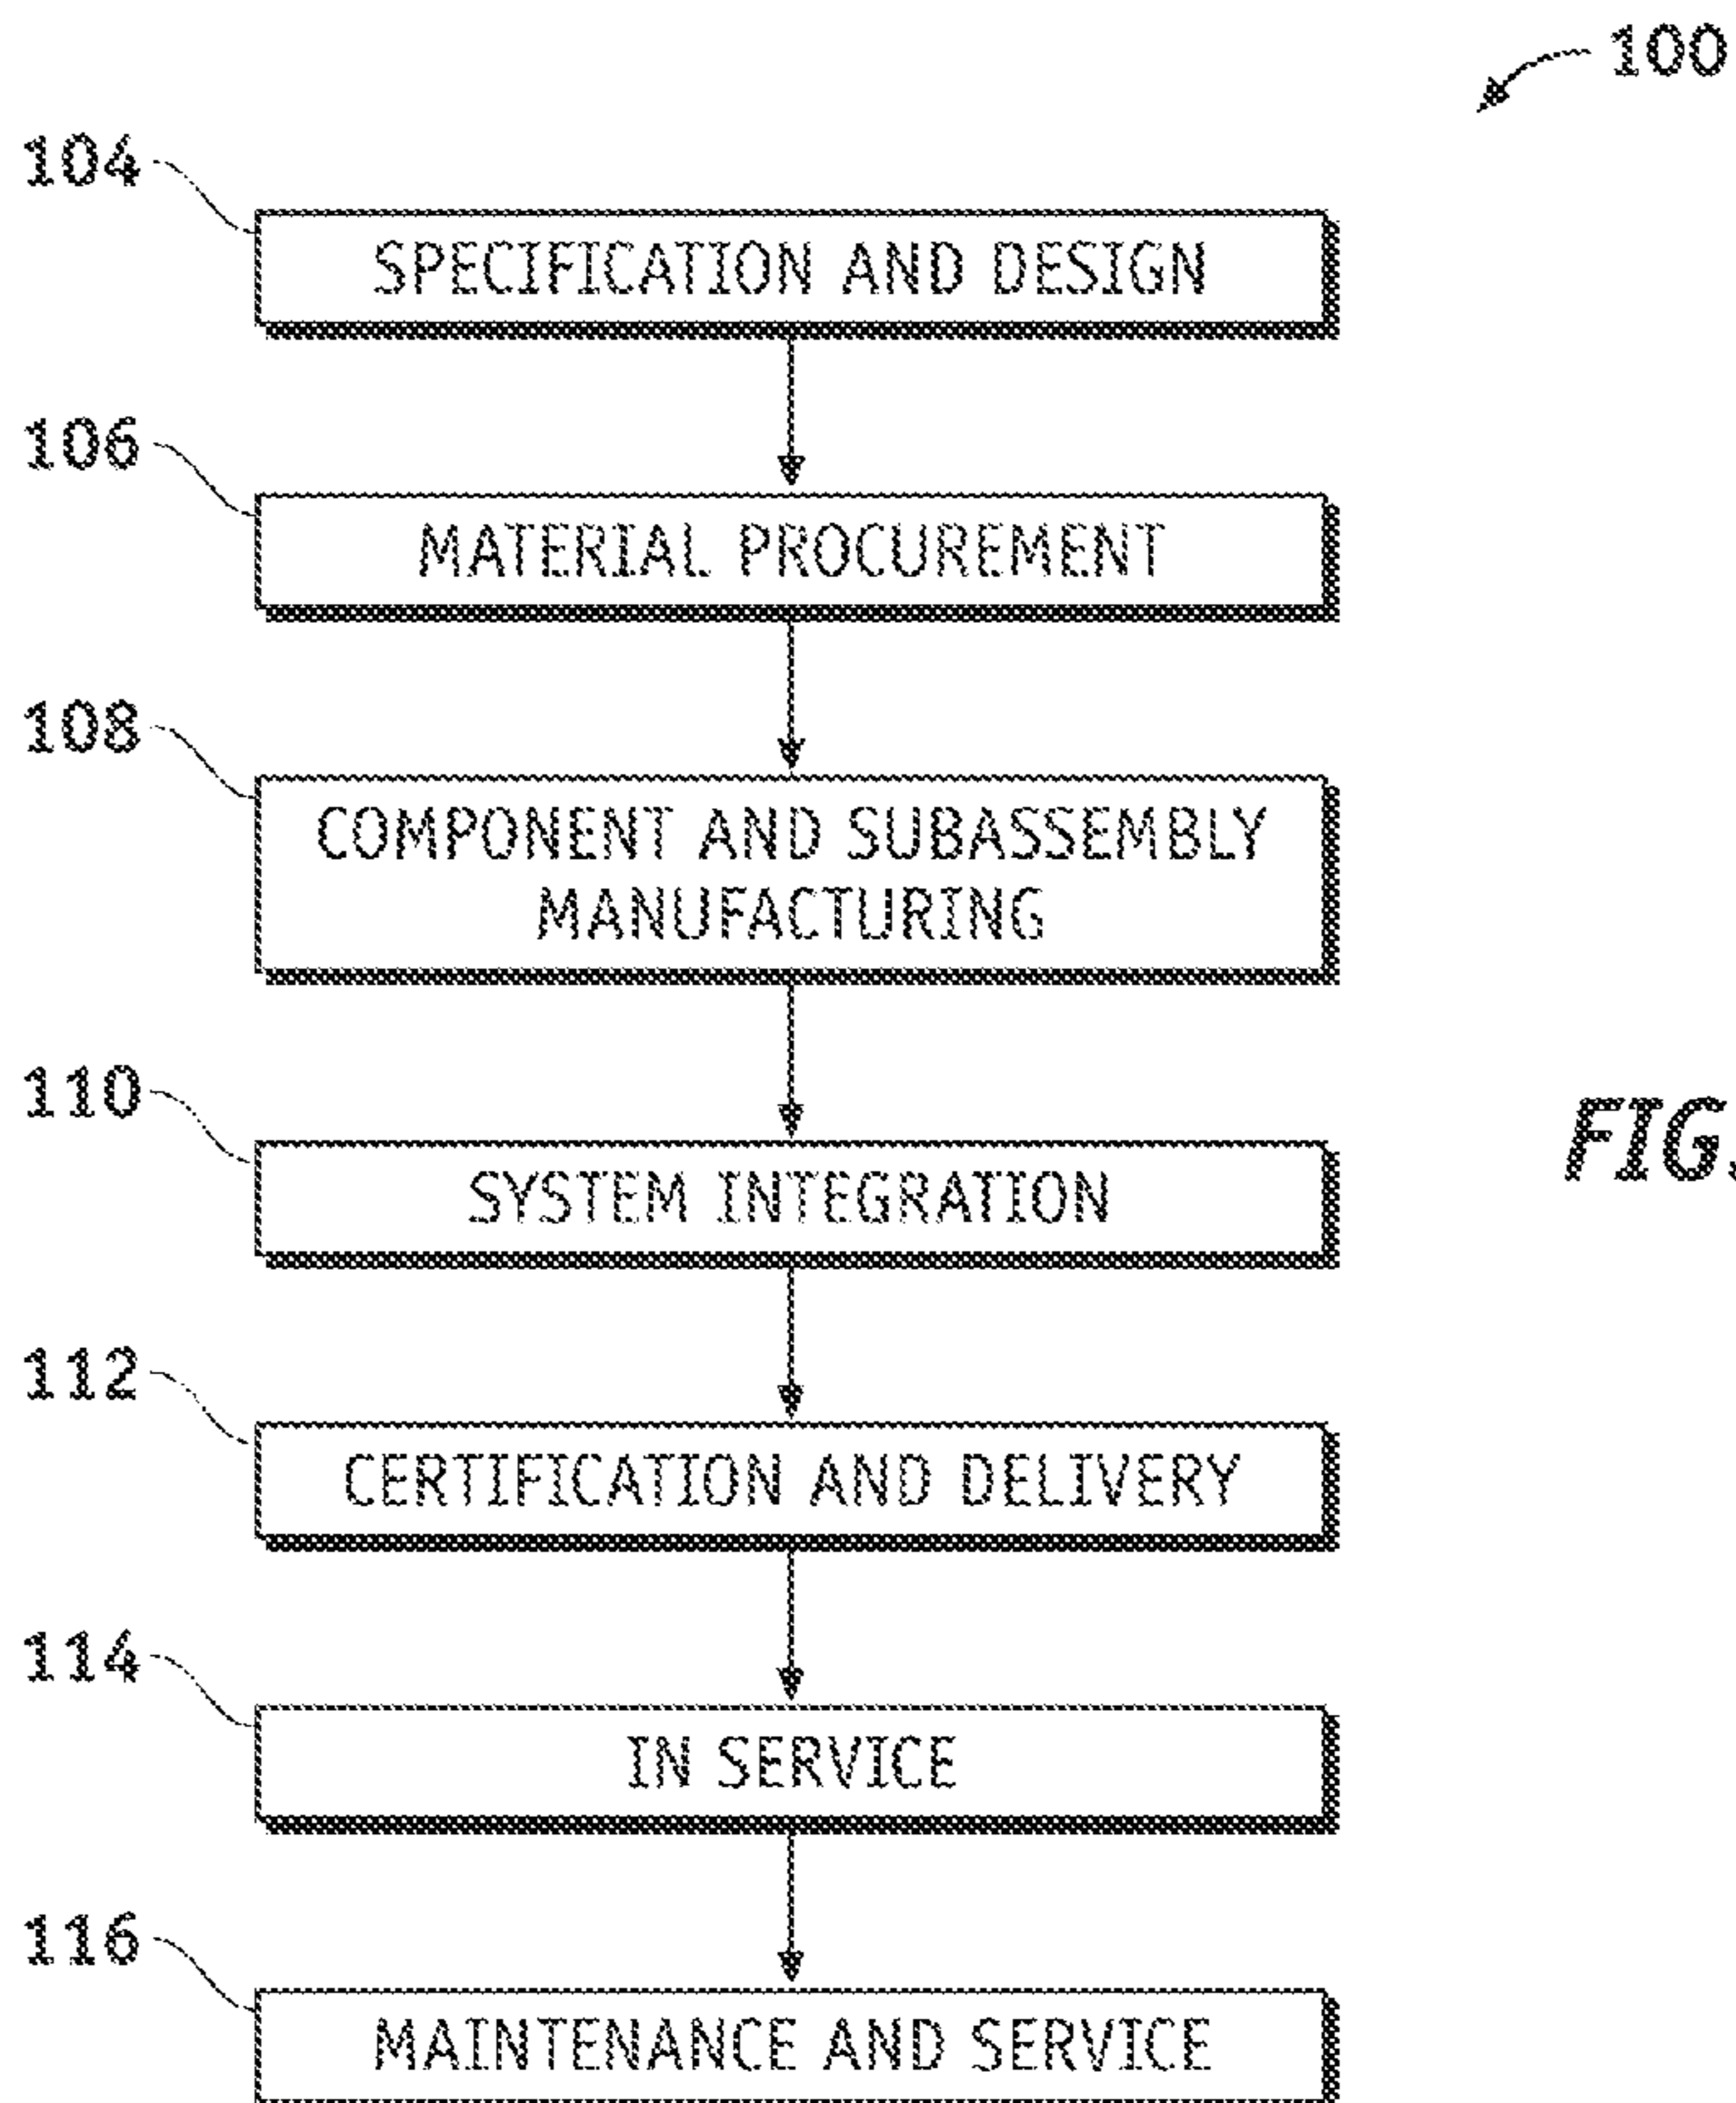 100
104
SPECIFICATION AND DESIGN
106
MATERIAL PROCUREMENT
108
COMPONENT AND SUBASSEMBLY
MANUFACTURING
110
SYSTEM INTEGRATION
FIG.
112
CERTIFICATION AND DELIVERY
114
IN SERVICE
116
MAINTENANCE AND SERVICE